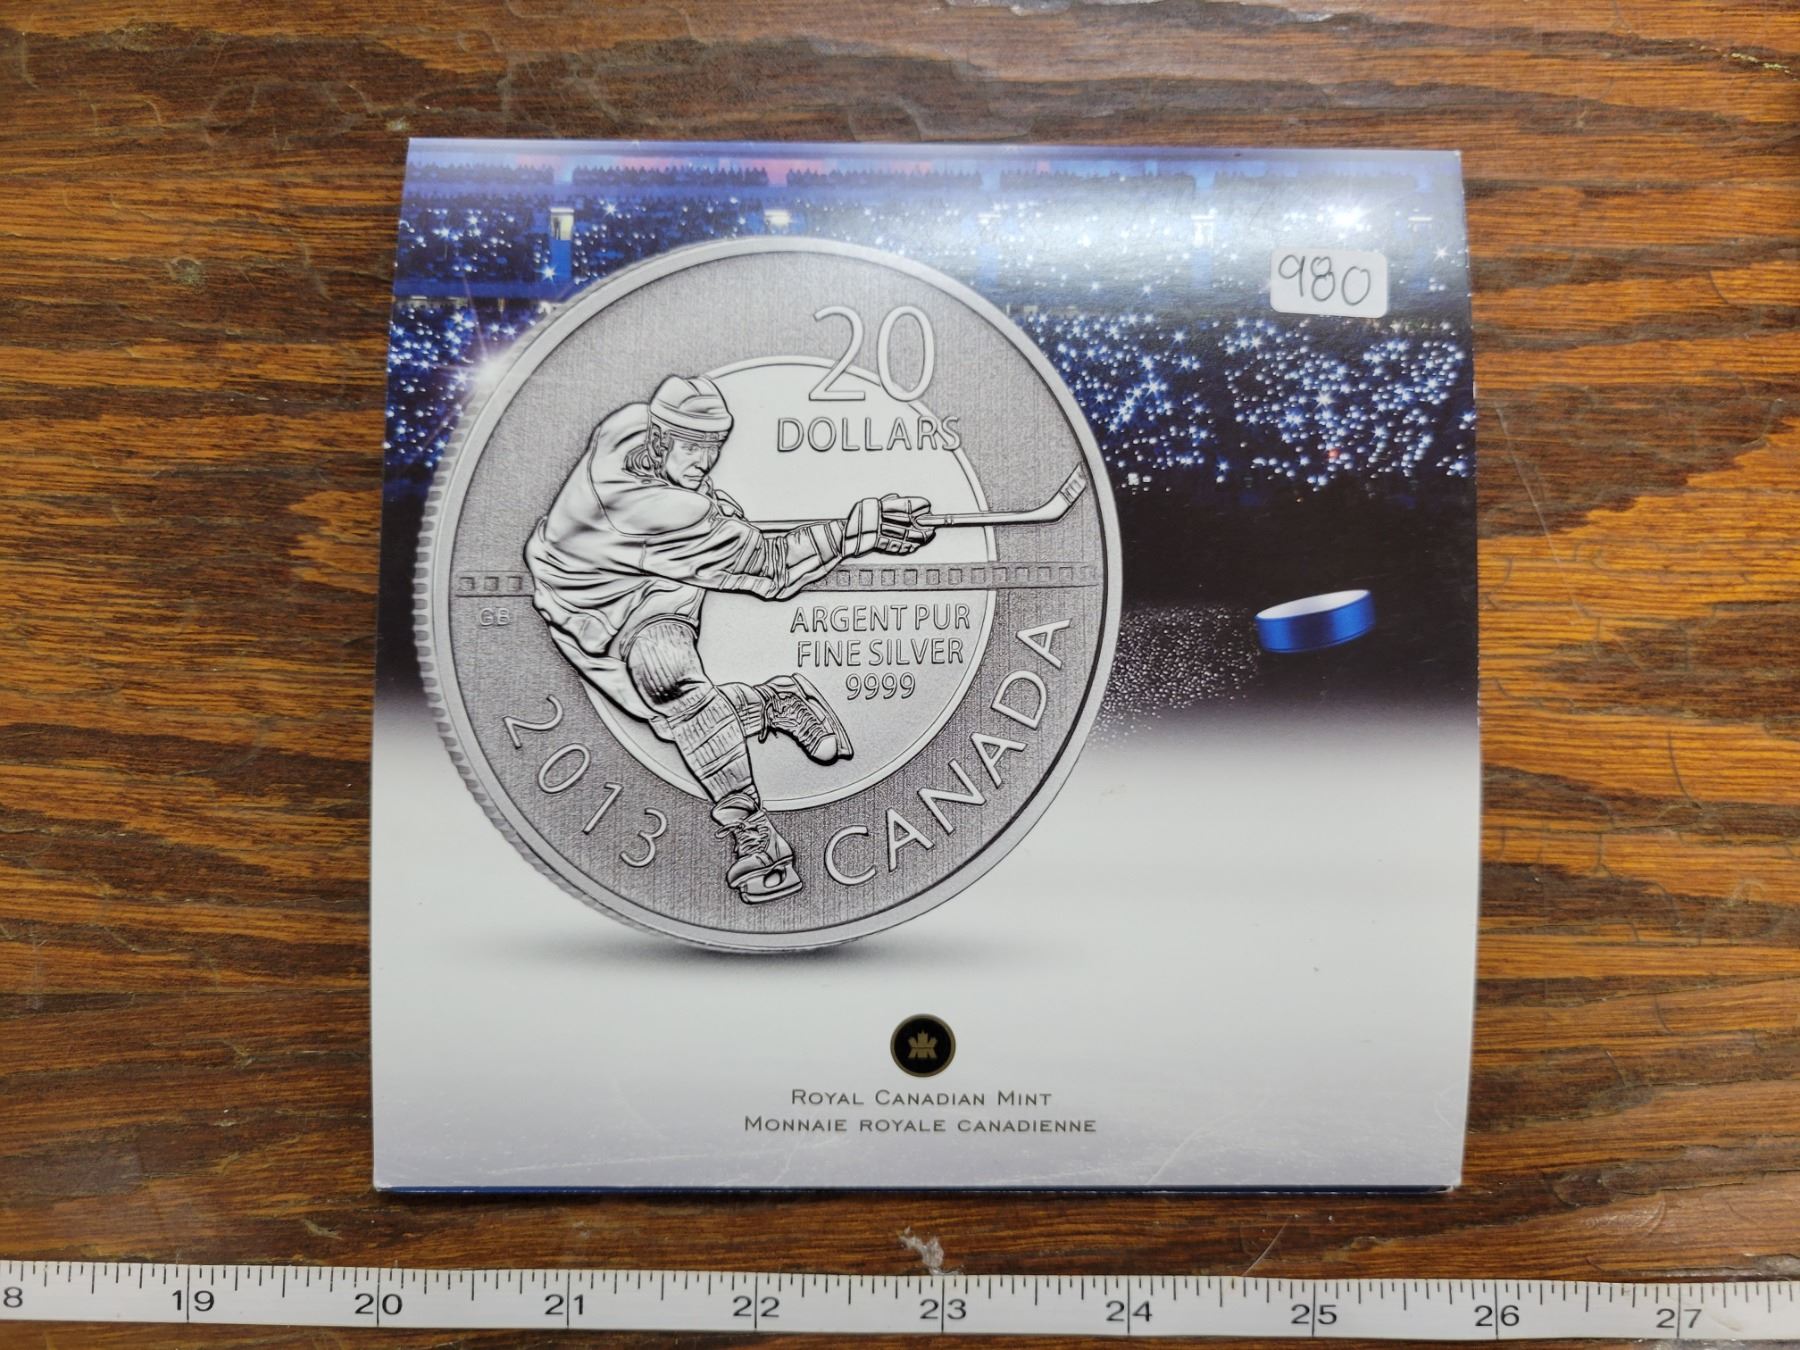 980
20
DOLLARS
GB
ARGENT PUR
FINE SILVER
9999
2013
CANADA
ROYAL CANADIAN MINT
MONNAIE ROYALE CANADIENNE
8 19 20 21 22 23 24 25 26 27